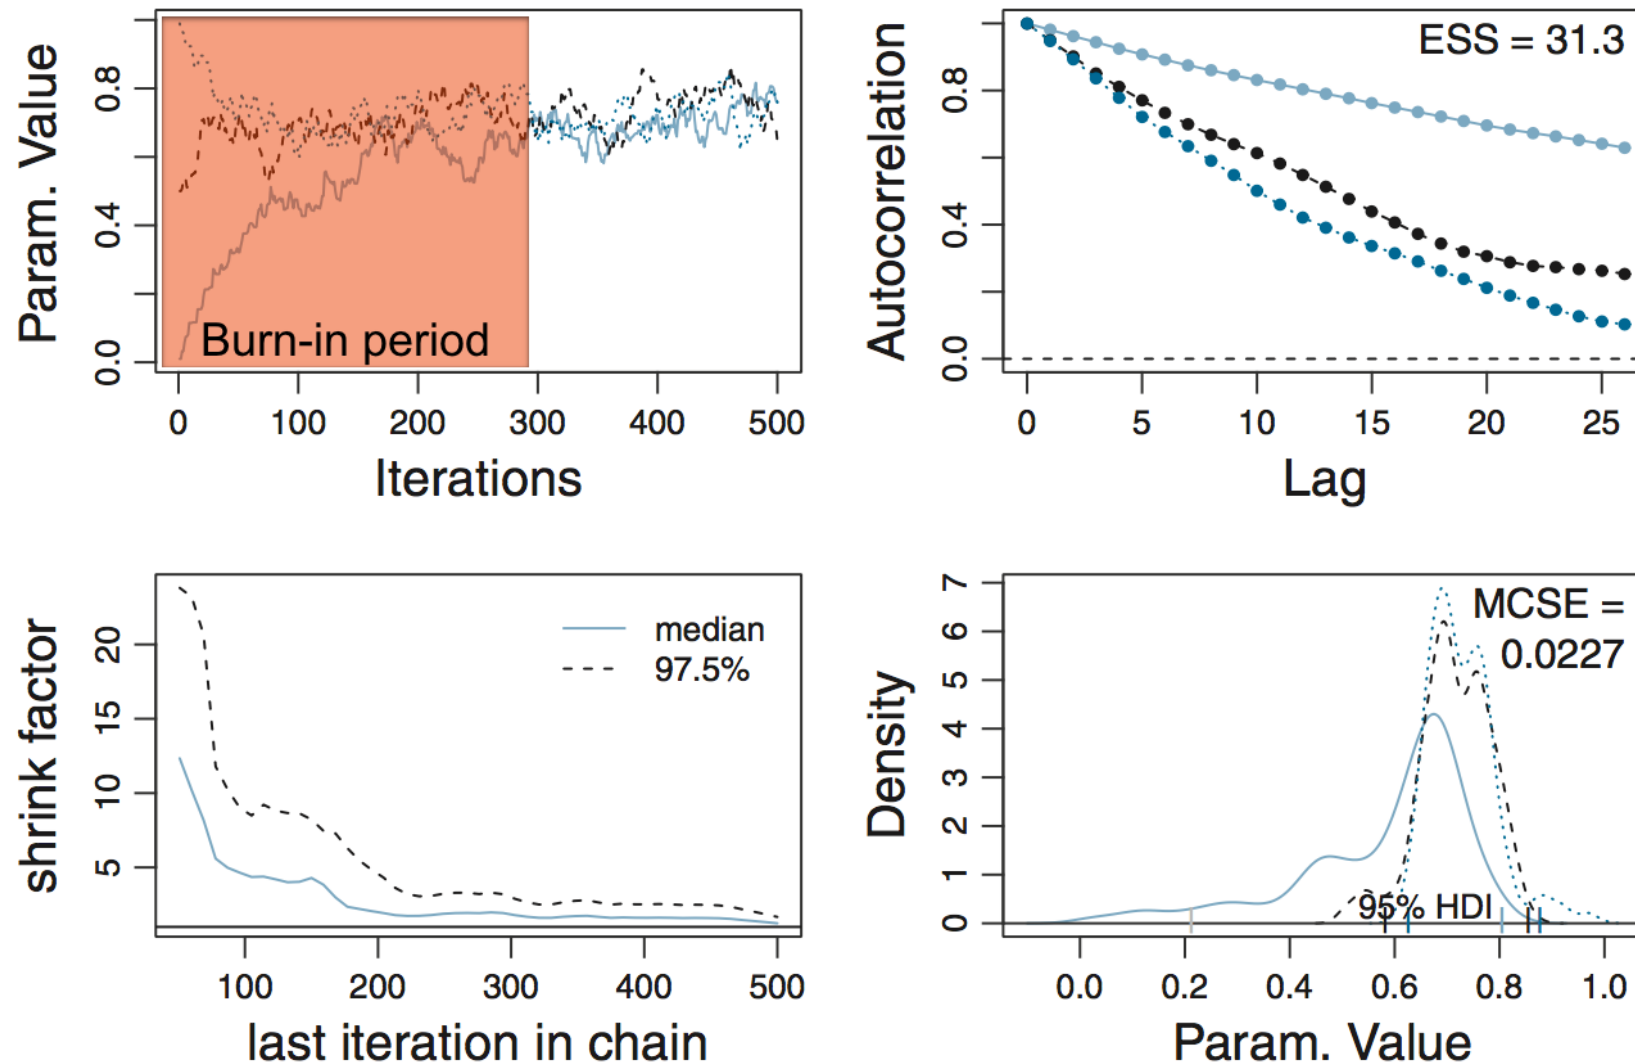 Param. Value
0.0
0.4
0.8
Burn-in period
0 100 200 300 400 500
Iterations
Autocorrelation
0.0
0.4
0.8
ESS = 31.3
0 5 10 15 20 25
Lag
shrink factor
5
10
15
20
median
97.5%
100 200 300 400 500
last iteration in chain
Density
0
1
2
3
4
5
6
7
MCSE =
0.0227
95% HDI
0.0 0.2 0.4 0.6 0.8 1.0
Param. Value